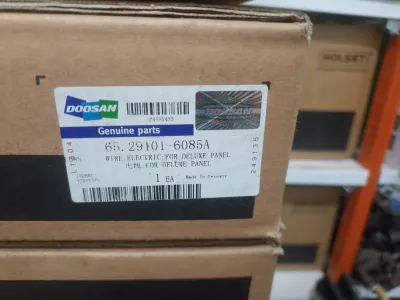 DOOSAN
Genuine parts
65.29101-6085A
WIRE,ELECTRIC;FOR DELUXE PANEL
FOR DELUXE PANEL
1 EA
Made In Germany
HOLSET